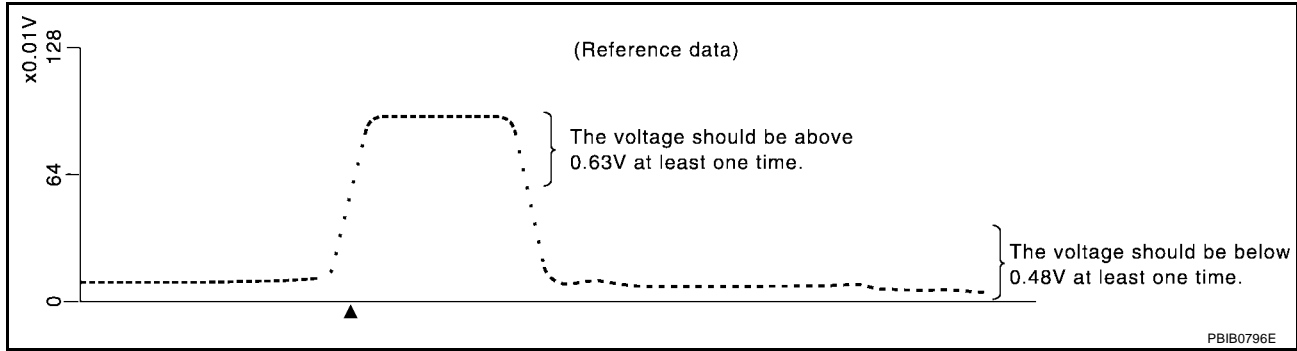 x0.01V
128
64
0
(Reference data)
The voltage should be above
0.63V at least one time.
The voltage should be below
0.48V at least one time.
PBIB0796E